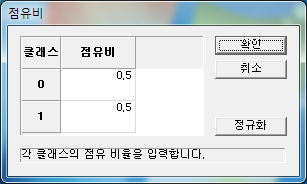 점유비
클래스 점유비
0 0,5
1 0,5
확인
취소
정규화
각 클래스의 점유 비율을 입력합니다.